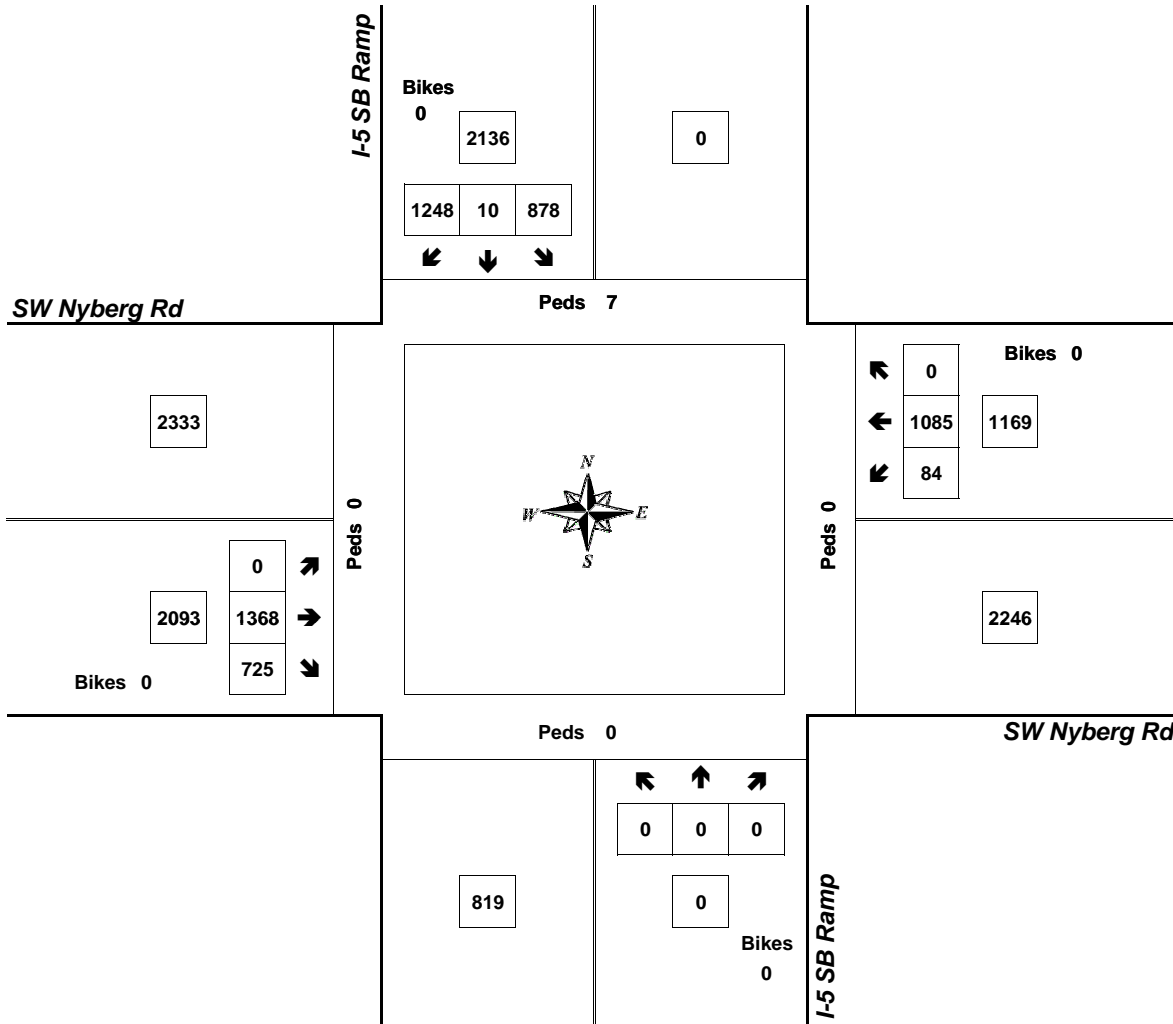 I-5 SB Ramp
Bikes
0
2136
0
1248 10 878
Peds 7
SW Nyberg Rd
Bikes 0
0
1085
84
1169
2333
N
W E
S
Peds 0
Peds 0
0
1368
725
2093
Bikes 0
2246
Peds 0
SW Nyberg Rd
0 0 0
819
0
Bikes
0
I-5 SB Ramp